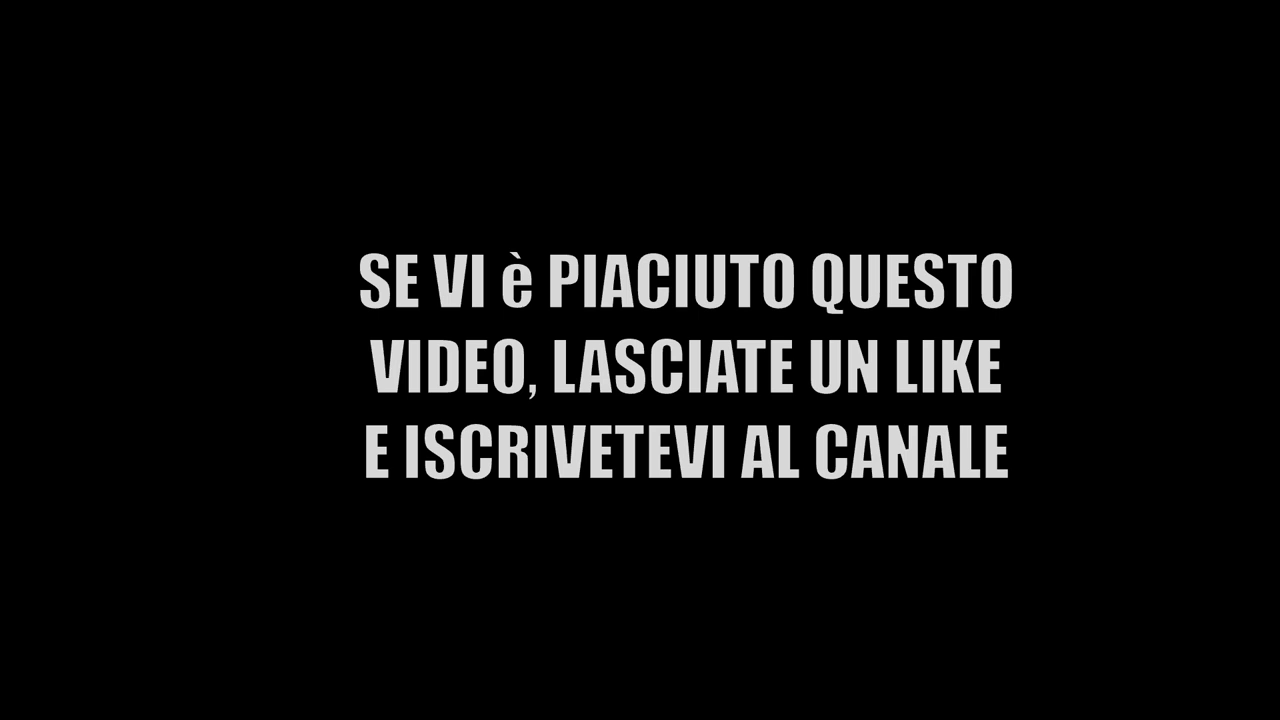 SE VI è PIACIUTO QUESTO
VIDEO, LASCIATE UN LIKE
E ISCRIVETEVI AL CANALE